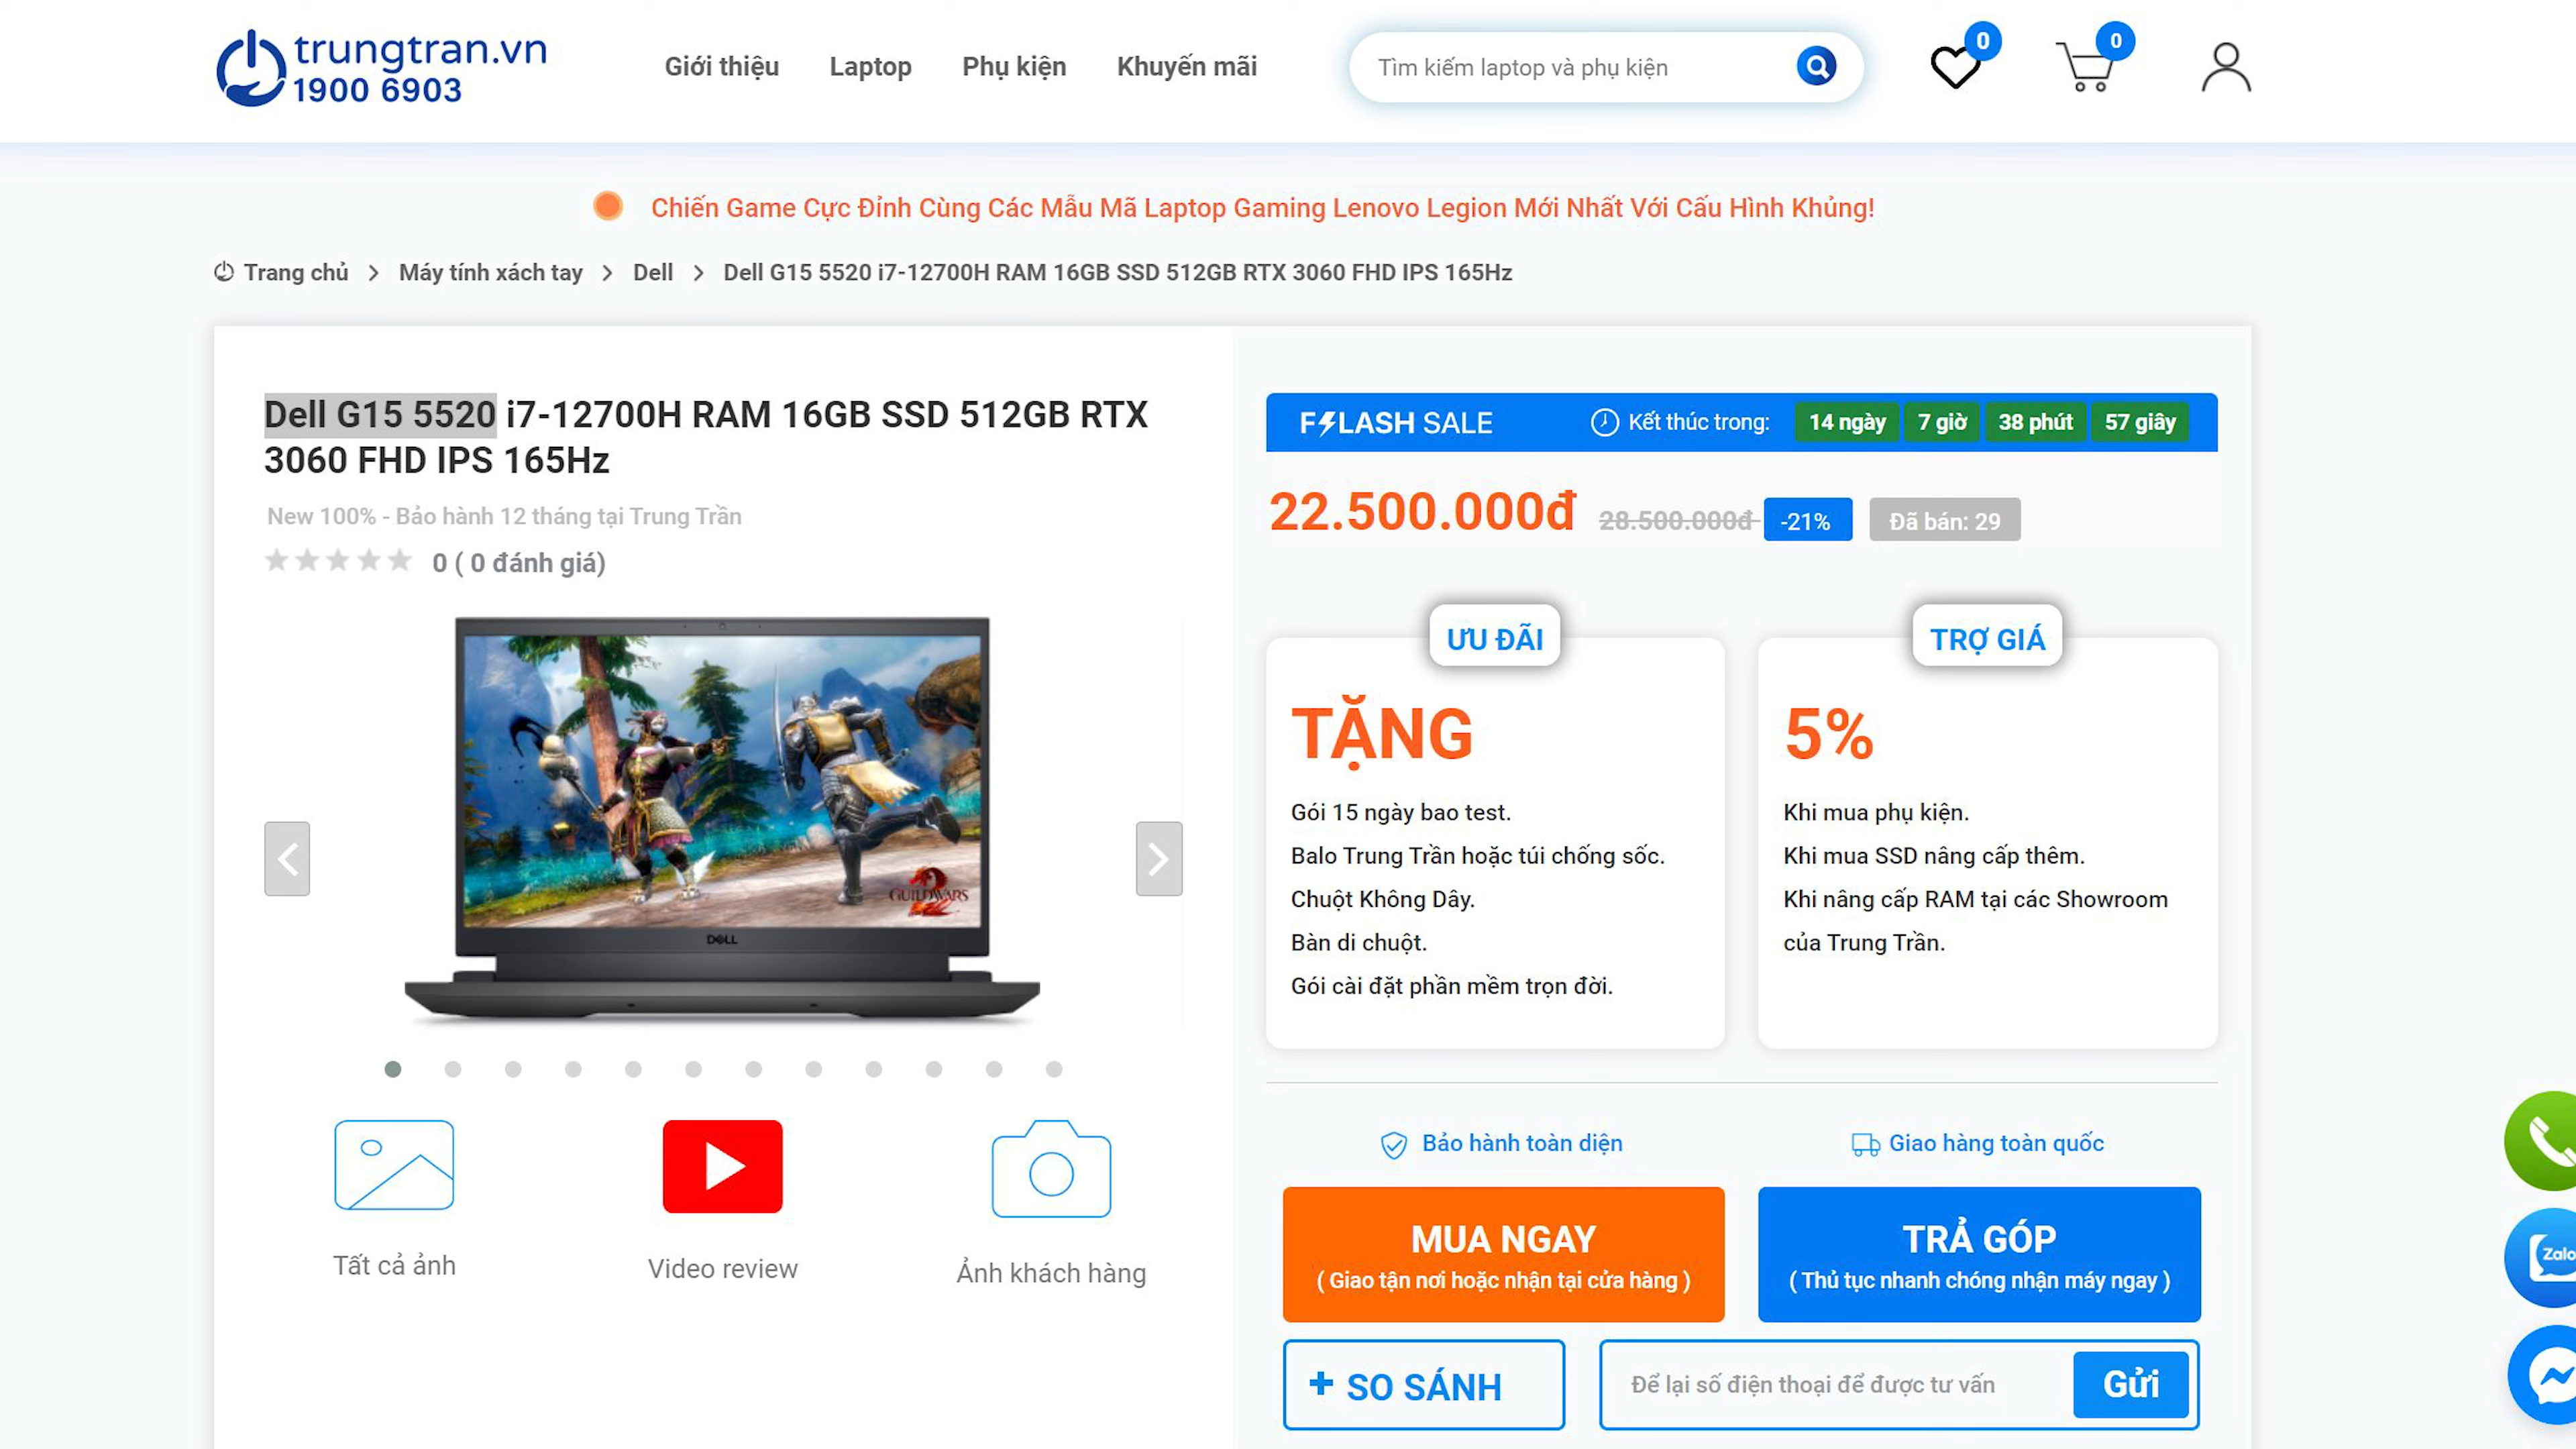 trungtran.vn
1900 6903
Giới thiệu
Laptop
Phụ kiện
Khuyến mãi
Tìm kiếm laptop và phụ kiện
0
0
Chiến Game Cực Đỉnh Cùng Các Mẫu Mã Laptop Gaming Lenovo Legion Mới Nhất Với Cấu Hình Khủng!
Trang chủ > Máy tính xách tay > Dell > Dell G15 5520 i7-12700H RAM 16GB SSD 512GB RTX 3060 FHD IPS 165Hz
Dell G15 5520 i7-12700H RAM 16GB SSD 512GB RTX
3060 FHD IPS 165Hz
New 100% - Bảo hành 12 tháng tại Trung Trần
0 ( 0 đánh giá)
GUILDWARS
2
DELL
Tất cả ảnh
Video review
Ảnh khách hàng
FLASH SALE
Kết thúc trong: 14 ngày 7 giờ 38 phút 57 giây
22.500.000đ 28.500.000đ -21% Đã bán: 29
ƯU ĐÃI
TẶNG
Gói 15 ngày bao test.
Balo Trung Trần hoặc túi chống sốc.
Chuột Không Dây.
Bàn di chuột.
Gói cài đặt phần mềm trọn đời.
TRỢ GIÁ
5%
Khi mua phụ kiện.
Khi mua SSD nâng cấp thêm.
Khi nâng cấp RAM tại các Showroom
của Trung Trần.
Bảo hành toàn diện
Giao hàng toàn quốc
MUA NGAY
( Giao tận nơi hoặc nhận tại cửa hàng )
TRẢ GÓP
( Thủ tục nhanh chóng nhận máy ngay )
+ SO SÁNH
Để lại số điện thoại để được tư vấn
Gửi
Zalo